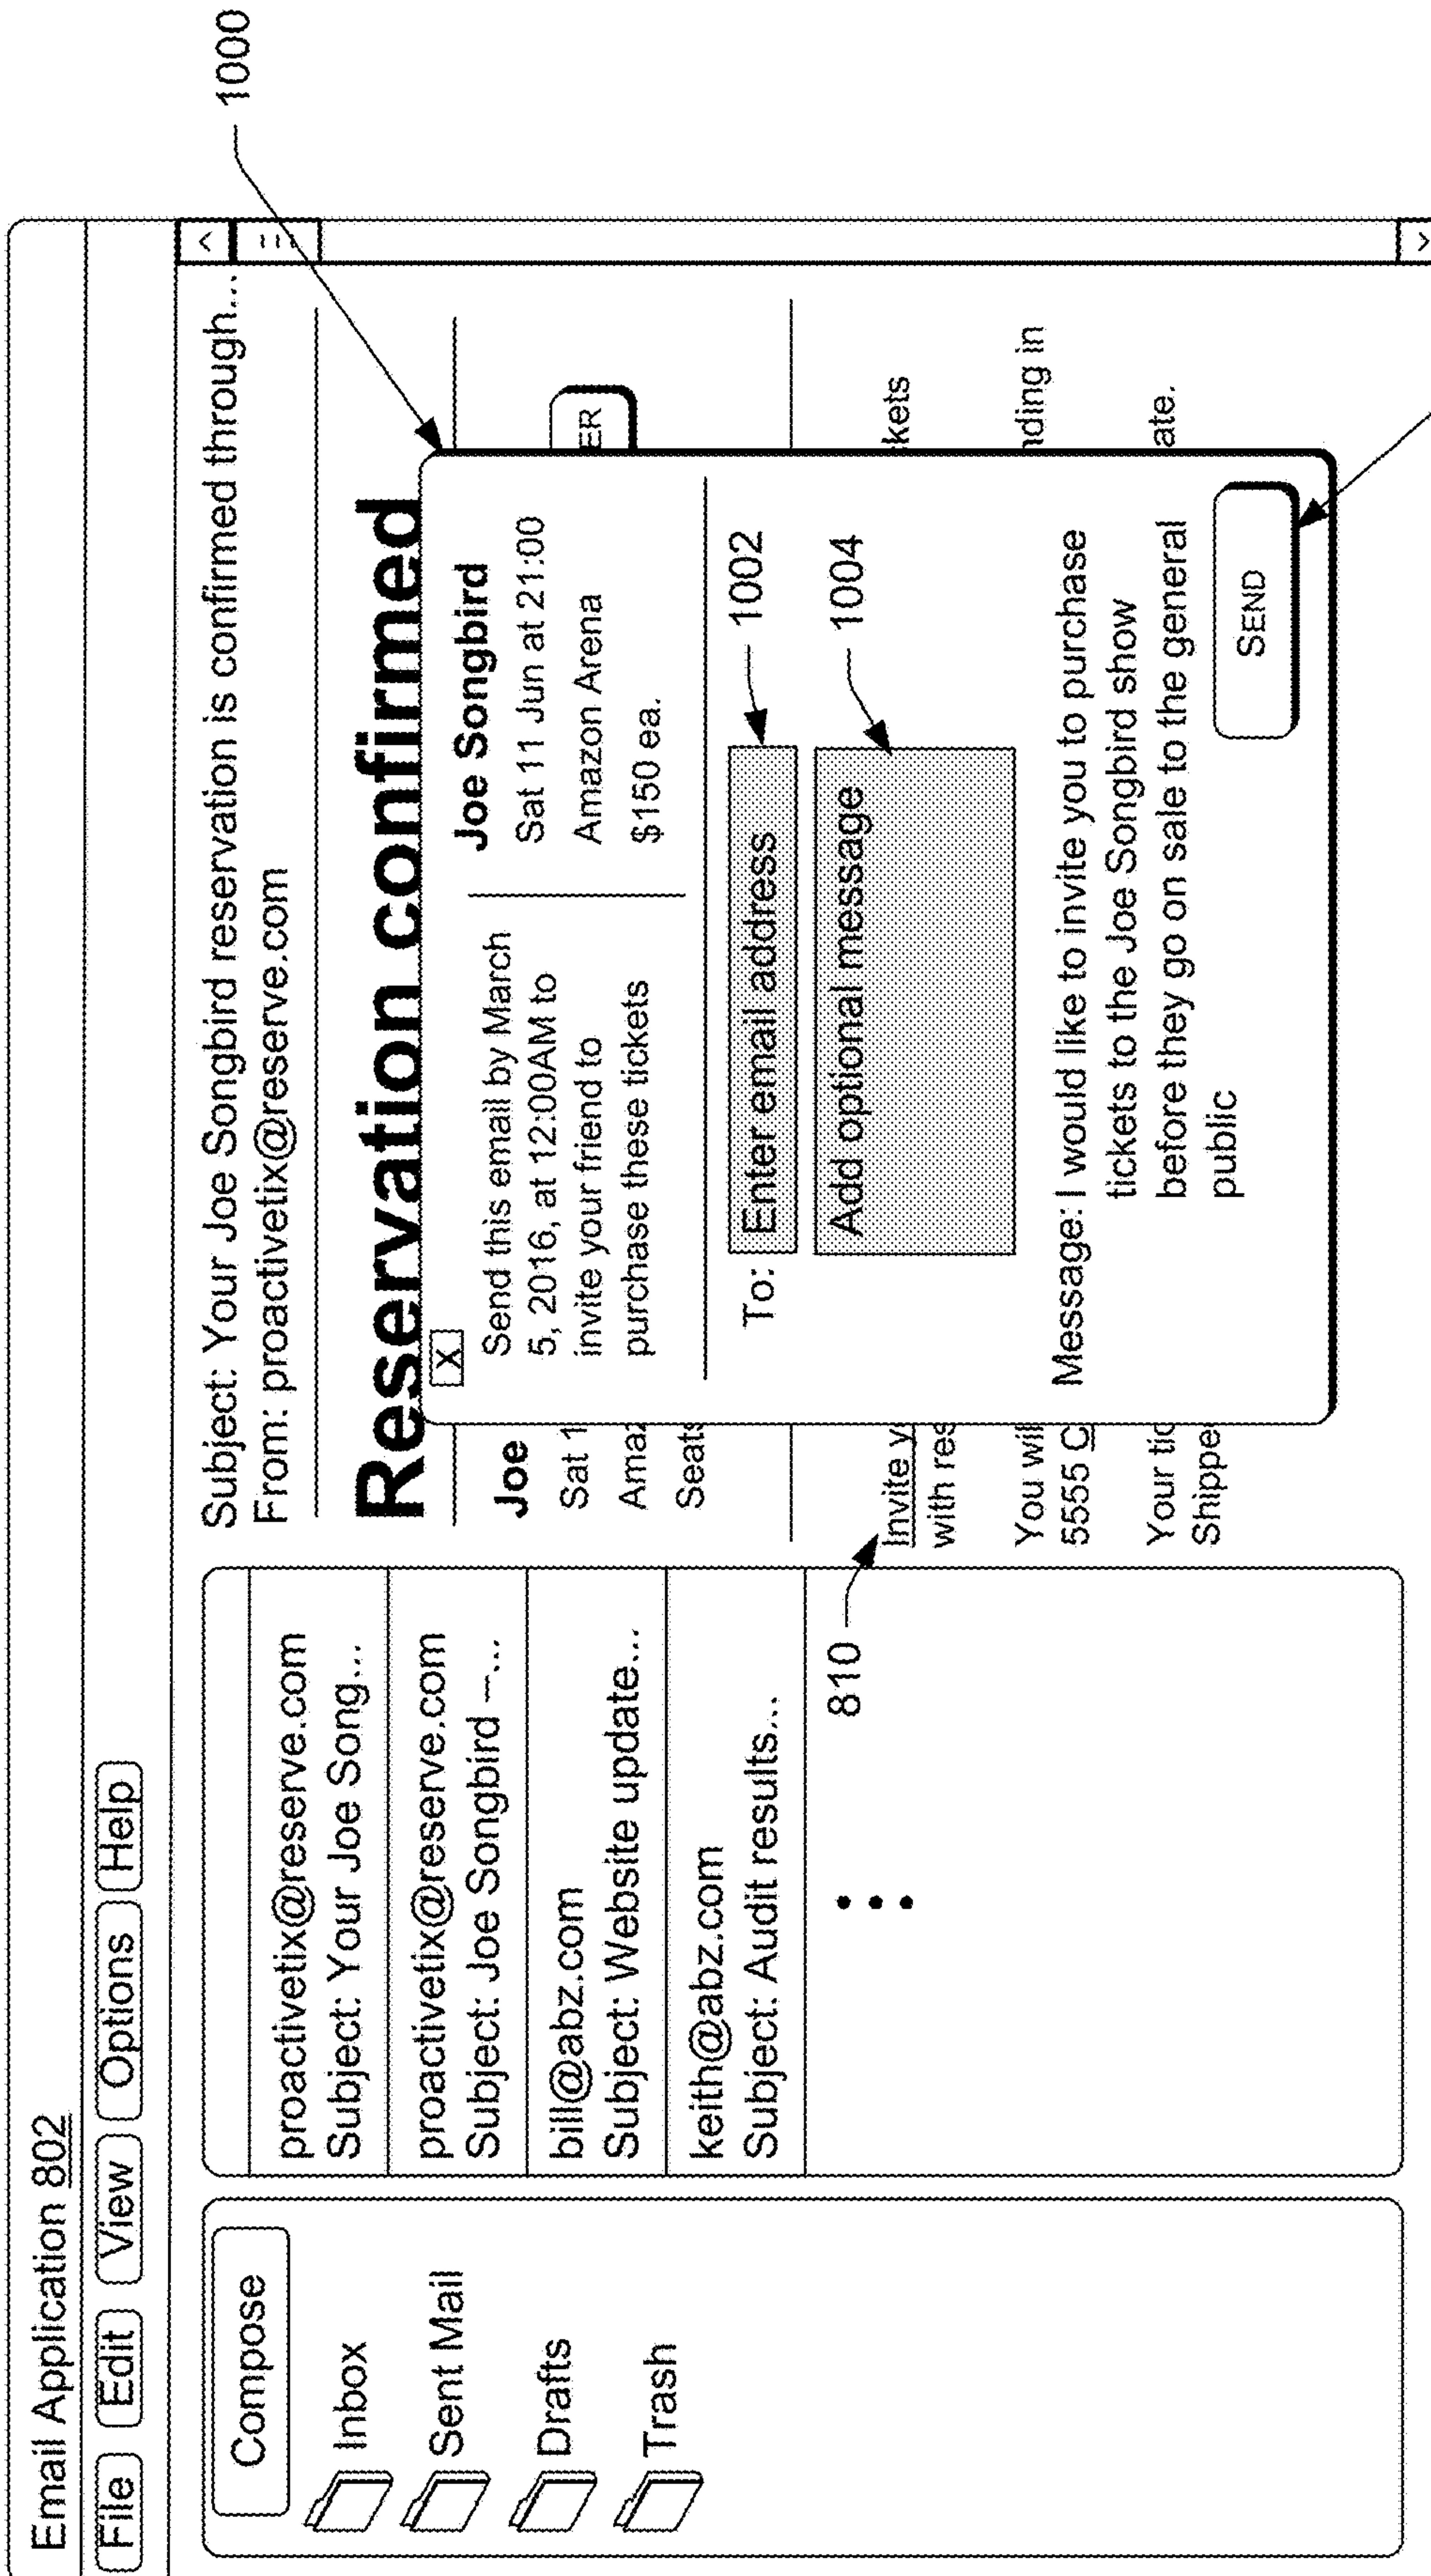 Email Application 802
File Edit View Options Help
Compose
Inbox
Sent Mail
Drafts
Trash
proactivetix@reserve.com
Subject: Your Joe Song...
proactivetix@reserve.com
Subject: Joe Songbird –...
bill@abz.com
Subject: Website update...
keith@abz.com
Subject: Audit results...
810
Subject: Your Joe Songbird reservation is confirmed through...
From: proactivetix@reserve.com
Reservation confirmed
Joe
Sat 1
Amaz
Seats
ER
Invite y
kets
with res
You wil
nding in
5555 C
Your tic
ate.
Shippe
1000
X
Send this email by March
5, 2016, at 12:00AM to
invite your friend to
purchase these tickets
Joe Songbird
Sat 11 Jun at 21:00
Amazon Arena
$150 ea.
To: Enter email address
1002
Add optional message
1004
Message: I would like to invite you to purchase
tickets to the Joe Songbird show
before they go on sale to the general
public
SEND